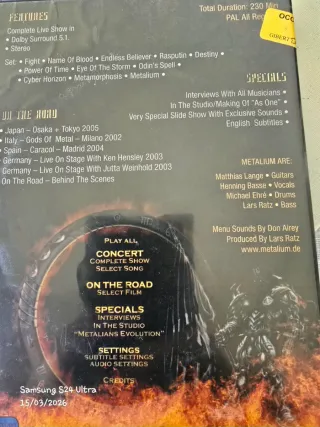 FEATURES
Complete Live Show in
• Dolby Surround 5.1
• Stereo
Set: • Fight • Name Of Blood • Endless Believer • Rasputin • Destiny •
• Power Of Time • Eye Of The Storm • Odin's Spell •
• Cyber Horizon • Metamorphosis • Metalium •
Total Duration: 230 Min
PAL All Re
SPECIALS
Interviews With All Musicians •
In The Studio/Making Of "As One" •
Very Special Slide Show With Exclusive Sounds •
English Subtitles •
ON THE ROAD
• Japan – Osaka + Tokyo 2005
• Italy – Gods Of Metal – Milano 2002
• Spain – Caracol – Madrid 2004
Germany – Live On Stage With Ken Hensley 2003
Germany – Live On Stage With Jutta Weinhold 2003
On The Road – Behind The Scenes
METALIUM ARE:
Matthias Lange • Guitars
Henning Basse • Vocals
Michael Ehré • Drums
Lars Ratz • Bass
Menu Sounds By Don Airey
Produced By Lars Ratz
www.metalium.de
PLAY ALL
CONCERT
COMPLETE SHOW
SELECT SONG
ON THE ROAD
SELECT FILM
SPECIALS
INTERVIEWS
IN THE STUDIO
"METALIANS EVOLUTION"
SETTINGS
SUBTITLE SETTINGS
AUDIO SETTINGS
CREDITS
Samsung S24 Ultra
15/03/2026